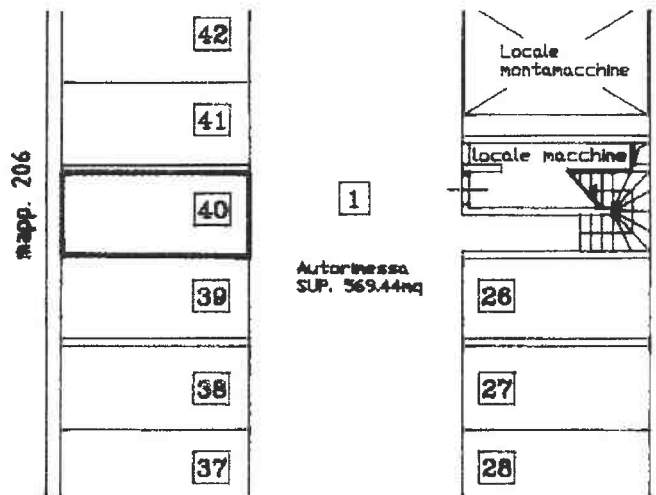 42
Locale
montamacchine
41
locale macchine
mapp. 206
40
1
Autorimessa
SUP. 569.44mq
39
26
38
27
37
28